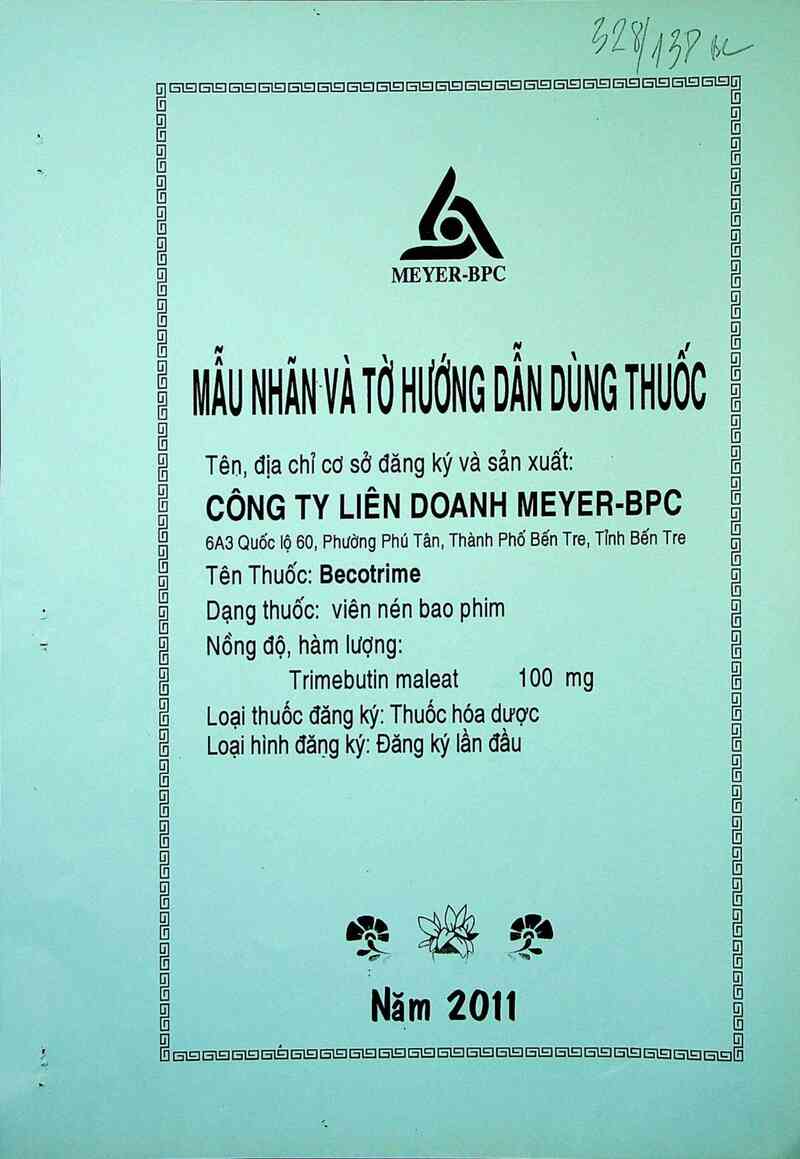 328/138 BC
MEYER-BPC
MẪU NHÃN VÀ TỜ HƯỚNG DẪN DÙNG THUỐC
Tên, địa chỉ cơ sở đăng ký và sản xuất:
CÔNG TY LIÊN DOANH MEYER-BPC
6A3 Quốc lộ 60, Phường Phú Tân, Thành Phố Bến Tre, Tỉnh Bến Tre
Tên Thuốc: Becotrime
Dạng thuốc: viên nén bao phim
Nồng độ, hàm lượng:
Trimebutin maleat 100 mg
Loại thuốc đăng ký: Thuốc hóa dược
Loại hình đăng ký: Đăng ký lần đầu
Năm 2011